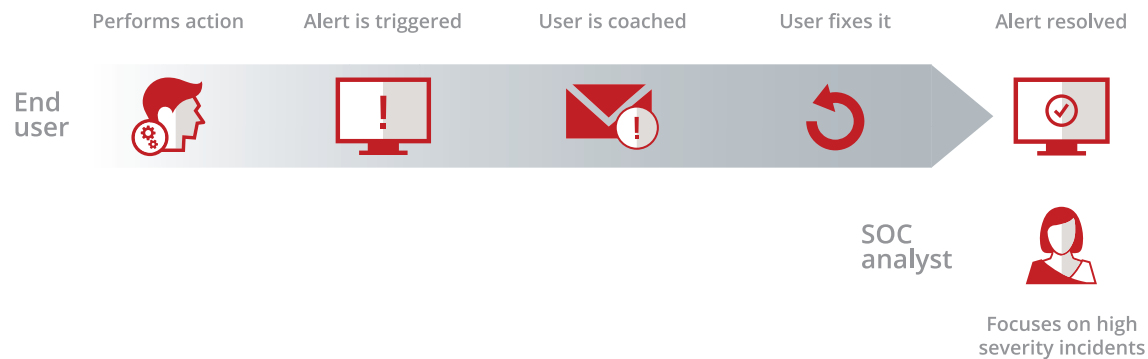 Performs action
Alert is triggered
User is coached
User fixes it
Alert resolved
End
user
!
!
SOC
analyst
Focuses on high
severity incidents